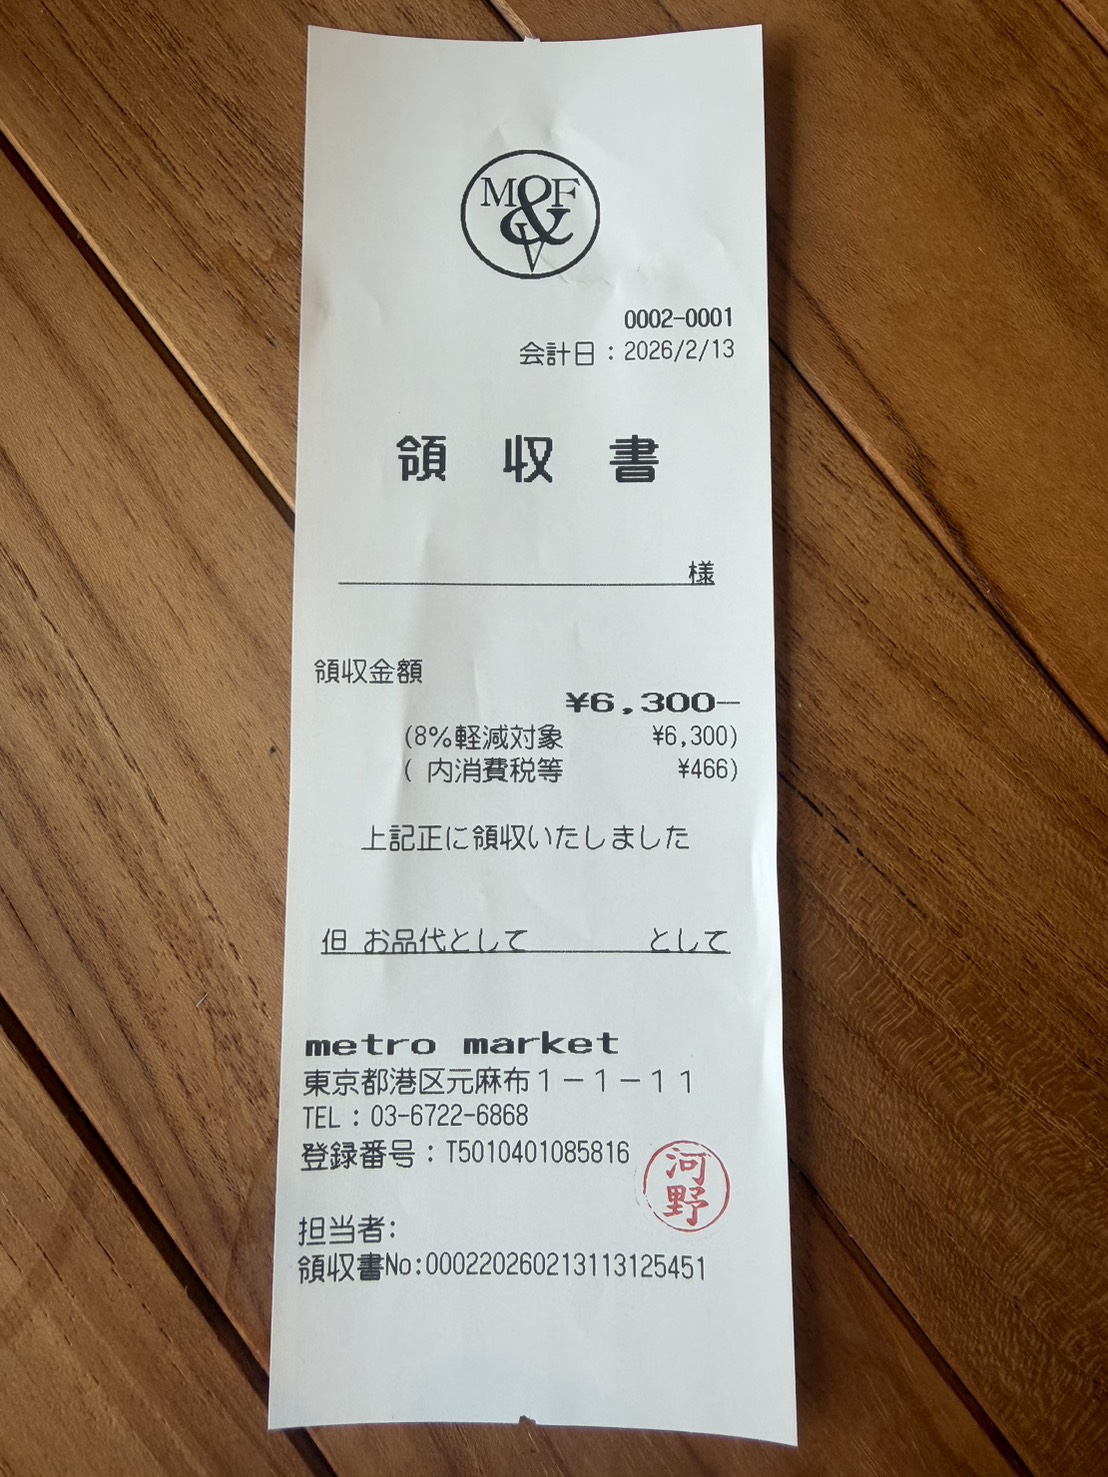 M&F
V
0002-0001
会計日：2026/2/13
領収書
様
領収金額
¥6,300−
(8%軽減対象 ¥6,300)
( 内消費税等 ¥466)
上記正に領収いたしました
但 お品代として として
metro market
東京都港区元麻布１−１−１１
TEL：03-6722-6868
登録番号：T5010401085816
河野
担当者:
領収書No:000220260213113125451